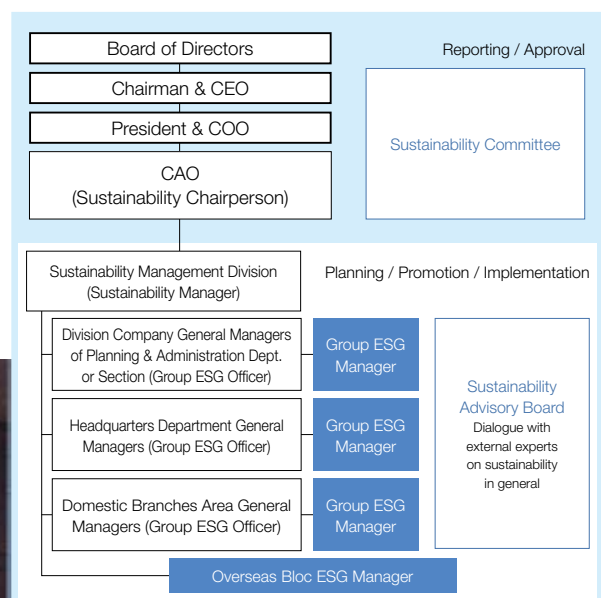 Board of Directors
Reporting / Approval
Chairman & CEO
President & COO
Sustainability Committee
CAO
(Sustainability Chairperson)
Sustainability Management Division
(Sustainability Manager)
Planning / Promotion / Implementation
Division Company General Managers
of Planning & Administration Dept.
or Section (Group ESG Officer)
Group ESG
Manager
Headquarters Department General
Managers (Group ESG Officer)
Group ESG
Manager
Domestic Branches Area General
Managers (Group ESG Officer)
Group ESG
Manager
Sustainability
Advisory Board
Dialogue with
external experts
on sustainability
in general
Overseas Bloc ESG Manager